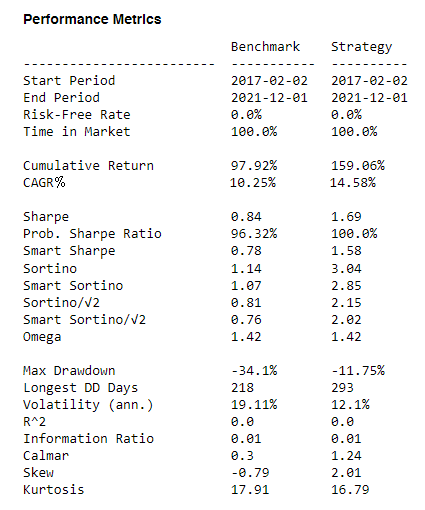 Performance Metrics
Benchmark Strategy
------------------------- ----------- ----------
Start Period 2017-02-02 2017-02-02
End Period 2021-12-01 2021-12-01
Risk-Free Rate 0.0% 0.0%
Time in Market 100.0% 100.0%
Cumulative Return 97.92% 159.06%
CAGR% 10.25% 14.58%
Sharpe 0.84 1.69
Prob. Sharpe Ratio 96.32% 100.0%
Smart Sharpe 0.78 1.58
Sortino 1.14 3.04
Smart Sortino 1.07 2.85
Sortino/√2 0.81 2.15
Smart Sortino/√2 0.76 2.02
Omega 1.42 1.42
Max Drawdown -34.1% -11.75%
Longest DD Days 218 293
Volatility (ann.) 19.11% 12.1%
R^2 0.0 0.0
Information Ratio 0.01 0.01
Calmar 0.3 1.24
Skew -0.79 2.01
Kurtosis 17.91 16.79